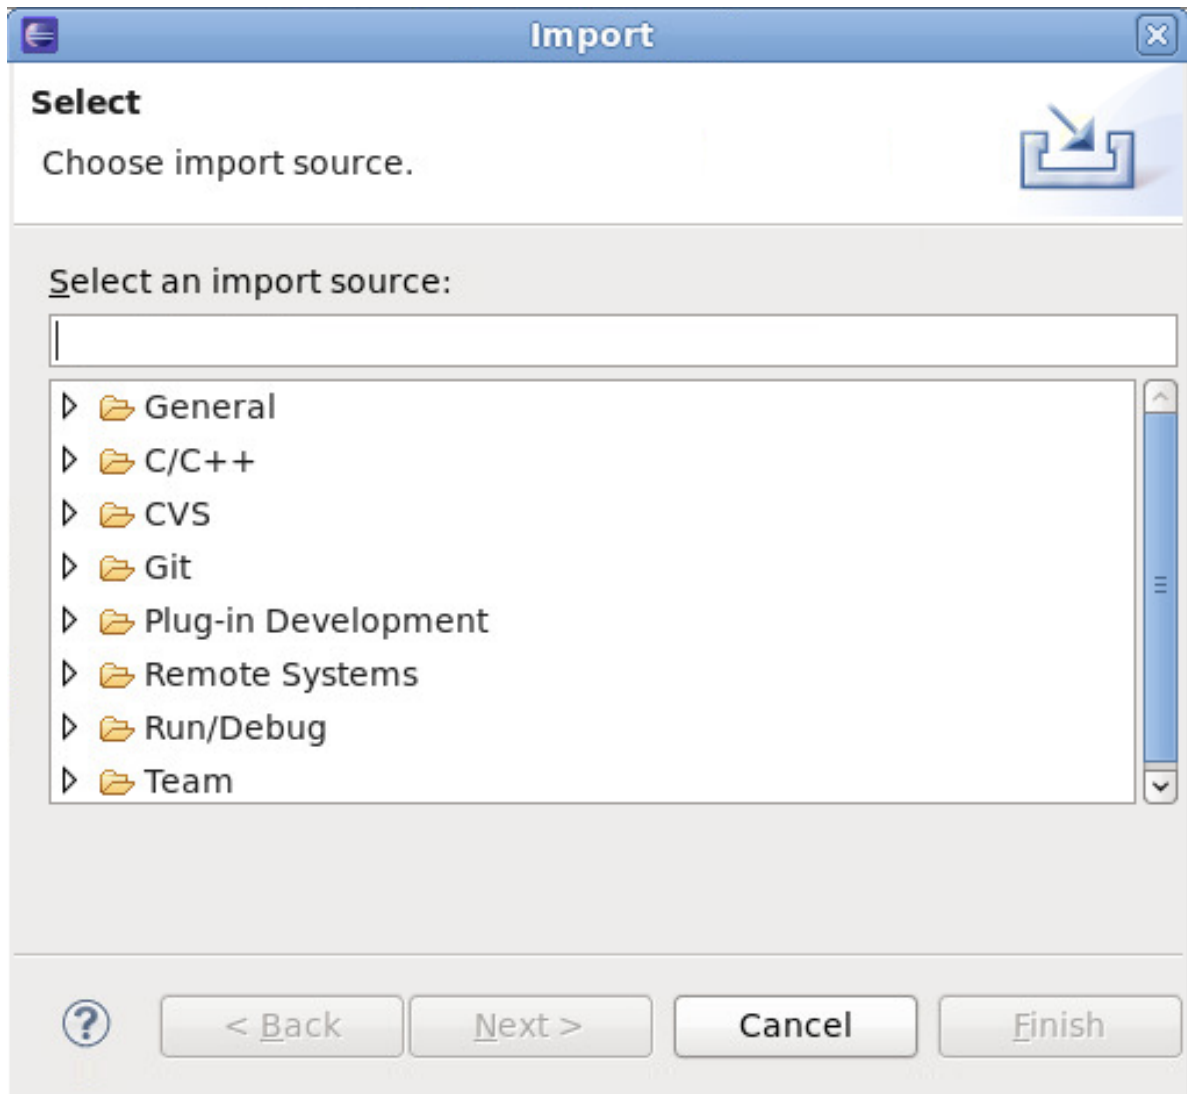 Import
Select
Choose import source.
Select an import source:
General
C/C++
CVS
Git
Plug-in Development
Remote Systems
Run/Debug
Team
? < Back Next > Cancel Finish